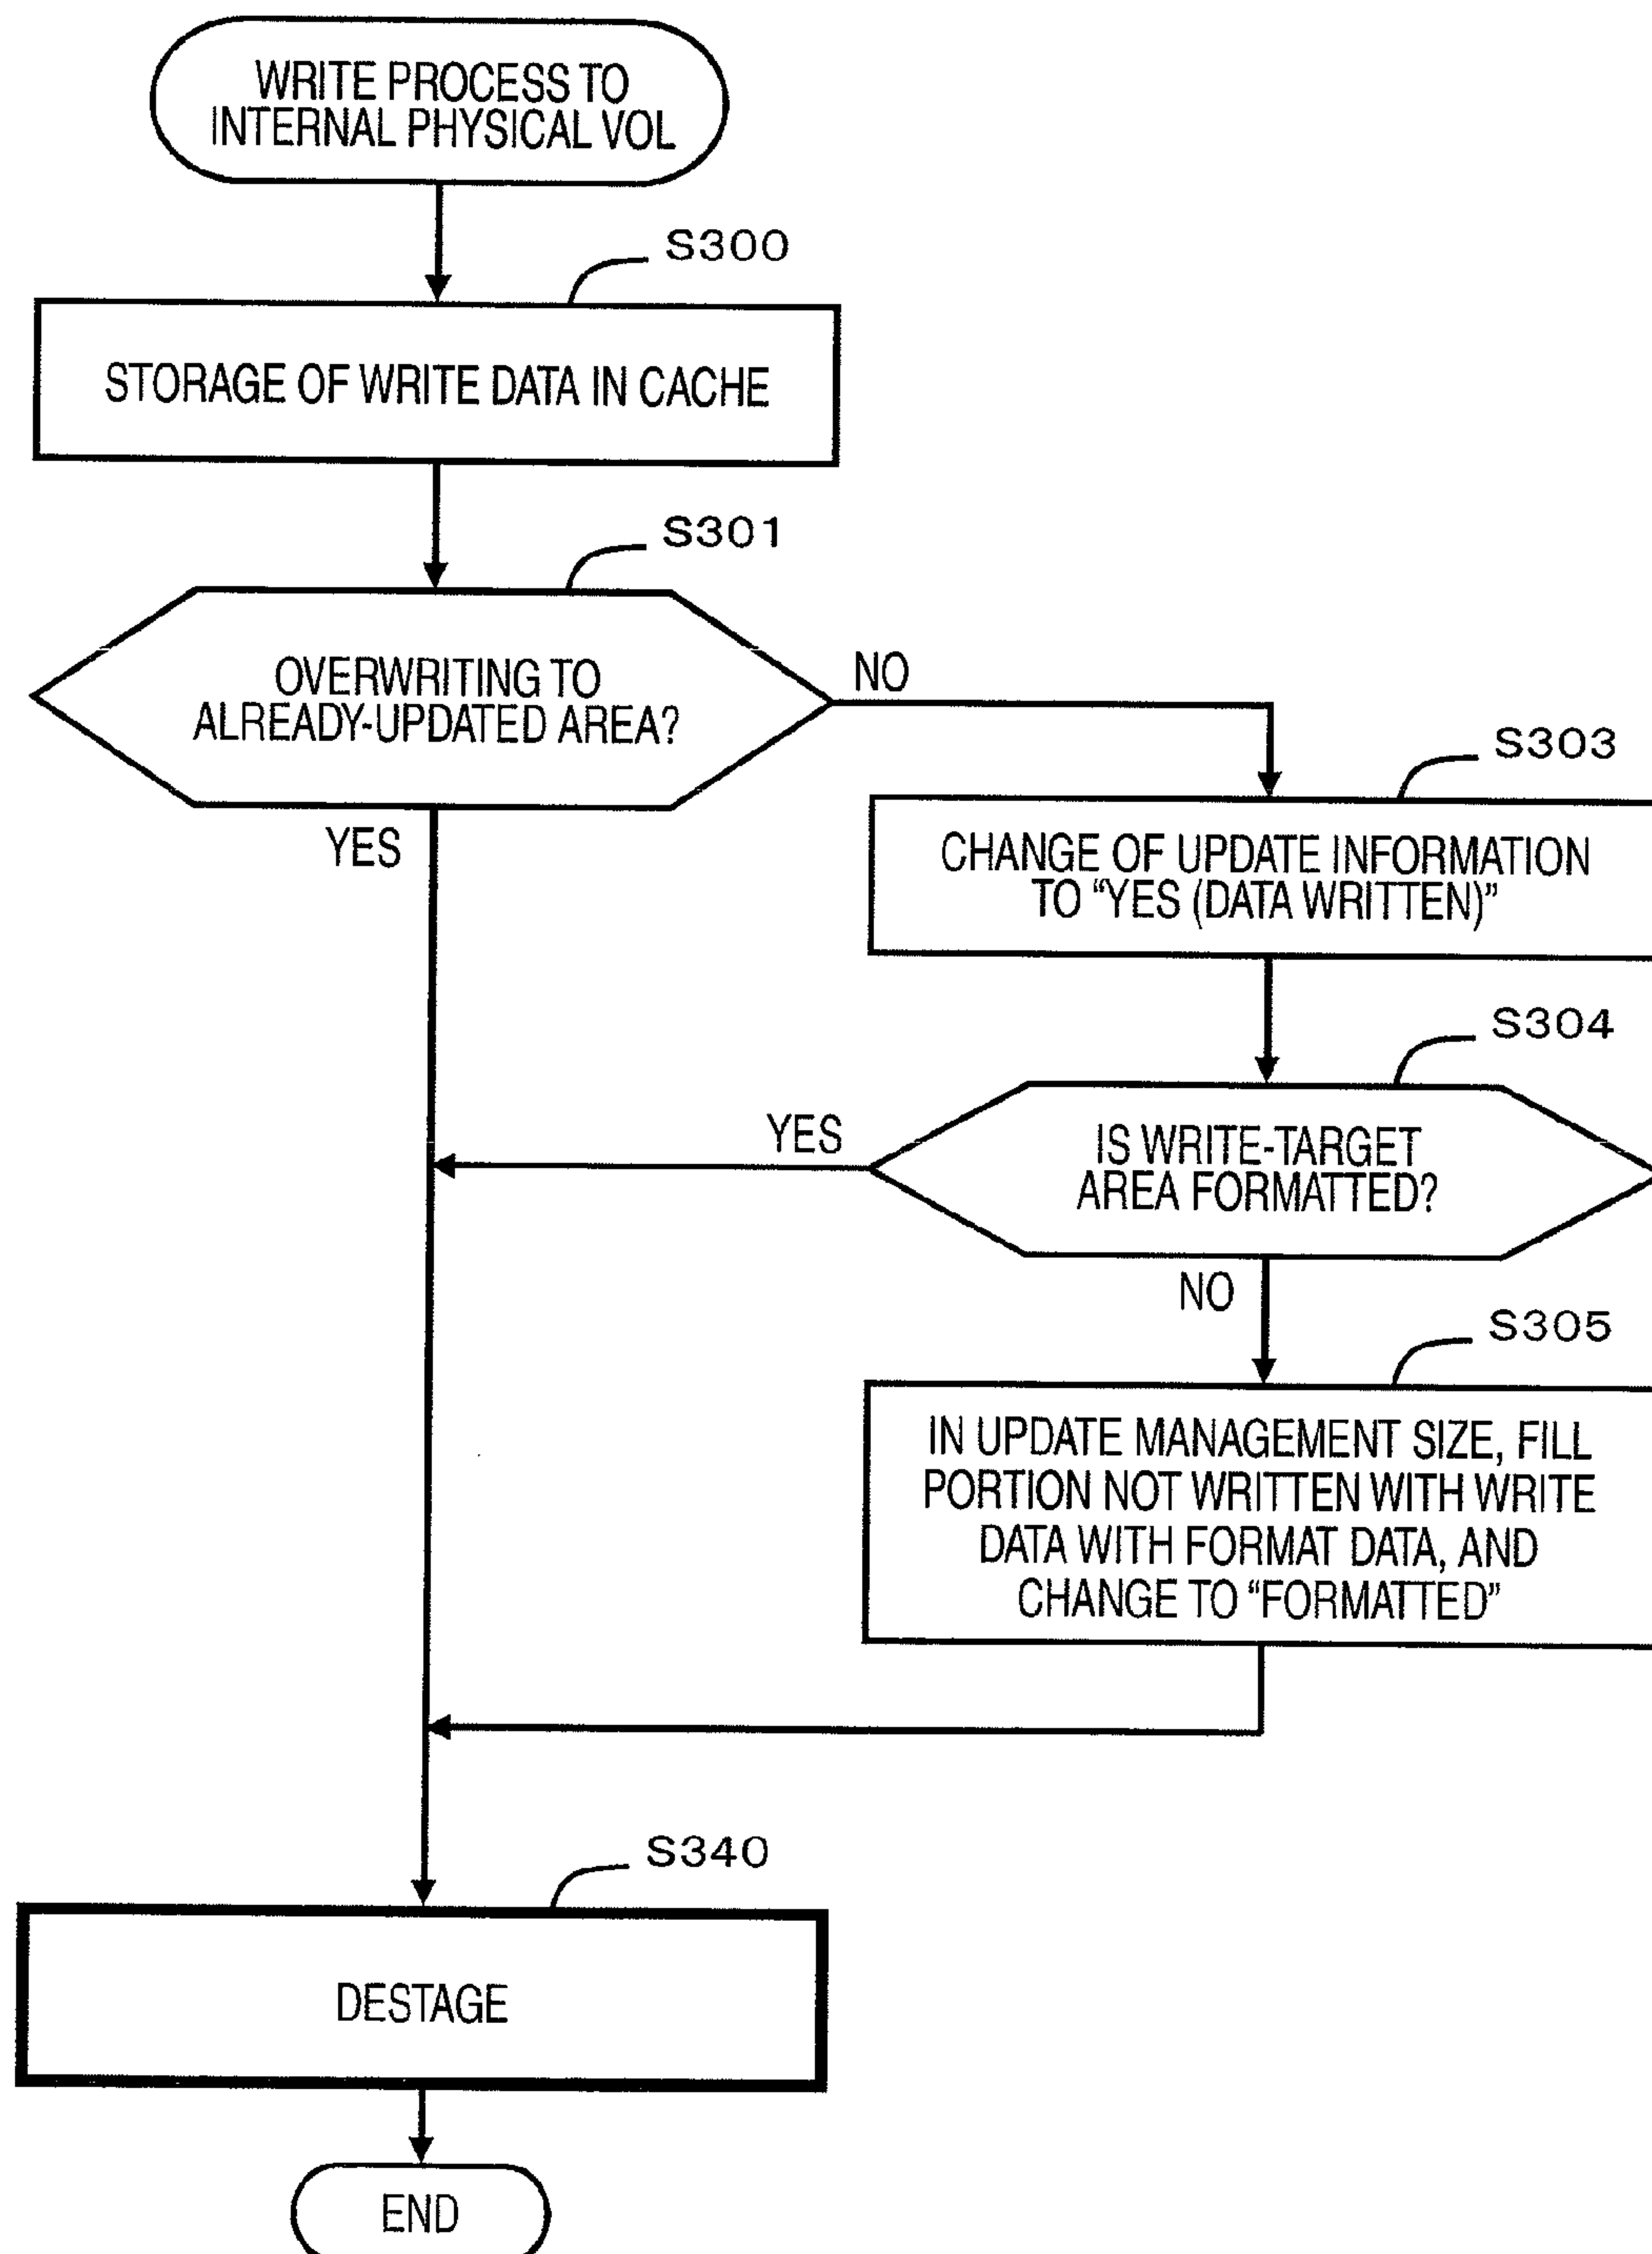 WRITE PROCESS TO
INTERNAL PHYSICAL VOL
S300
STORAGE OF WRITE DATA IN CACHE
S301
OVERWRITING TO
ALREADY-UPDATED AREA?
NO
YES
S303
CHANGE OF UPDATE INFORMATION
TO “YES (DATA WRITTEN)”
S304
IS WRITE-TARGET
AREA FORMATTED?
YES
NO
S305
IN UPDATE MANAGEMENT SIZE, FILL
PORTION NOT WRITTEN WITH WRITE
DATA WITH FORMAT DATA, AND
CHANGE TO “FORMATTED”
S340
DESTAGE
END